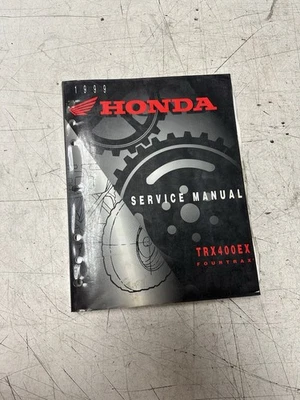 1999
HONDA
SERVICE MANUAL
TRX400EX
FOURTRAX